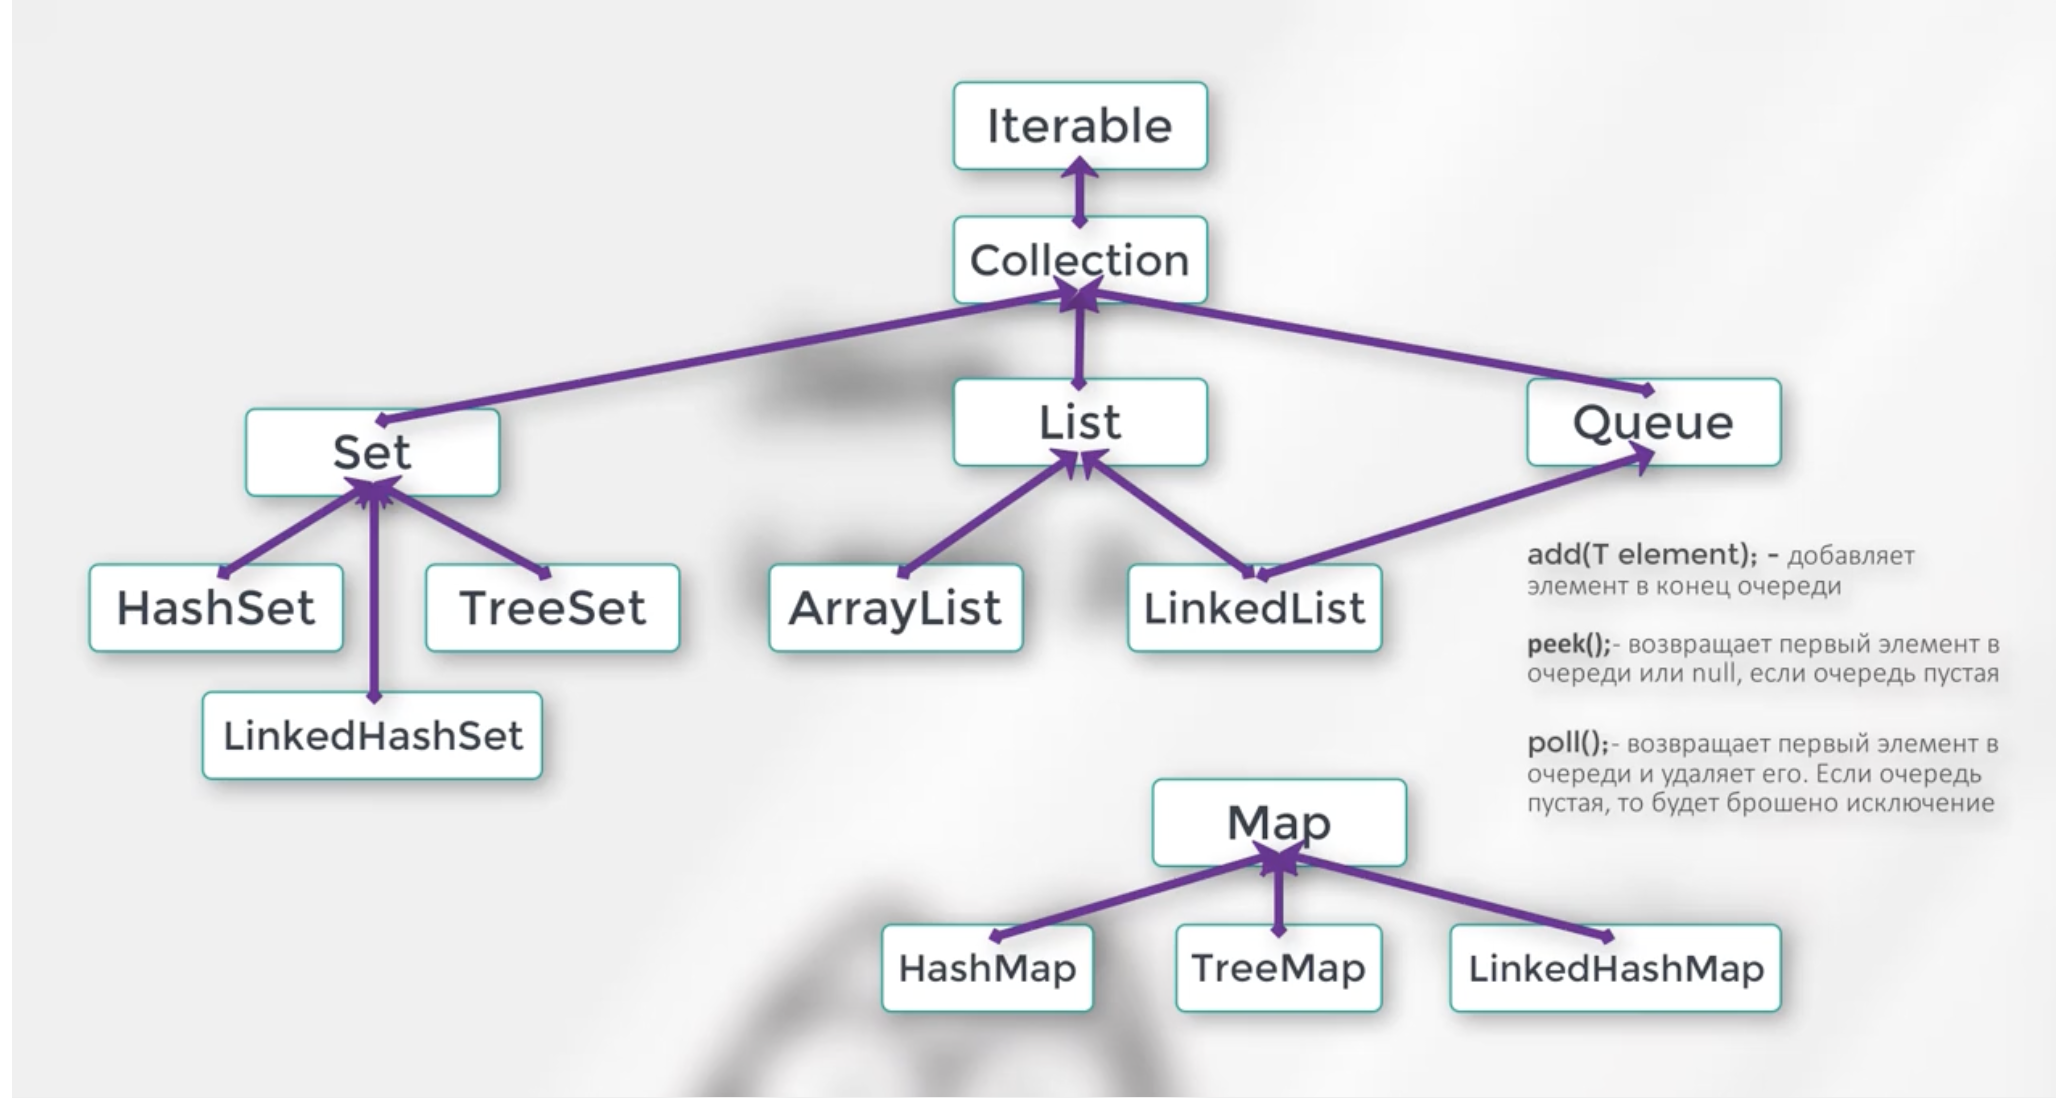 Iterable
Collection
Set
List
Queue
HashSet
TreeSet
ArrayList
LinkedList
LinkedHashSet
add(T element); - добавляет
элемент в конец очереди
peek();- возвращает первый элемент в
очереди или null, если очередь пустая
poll();- возвращает первый элемент в
очереди и удаляет его. Если очередь
пустая, то будет брошено исключение
Map
HashMap
TreeMap
LinkedHashMap